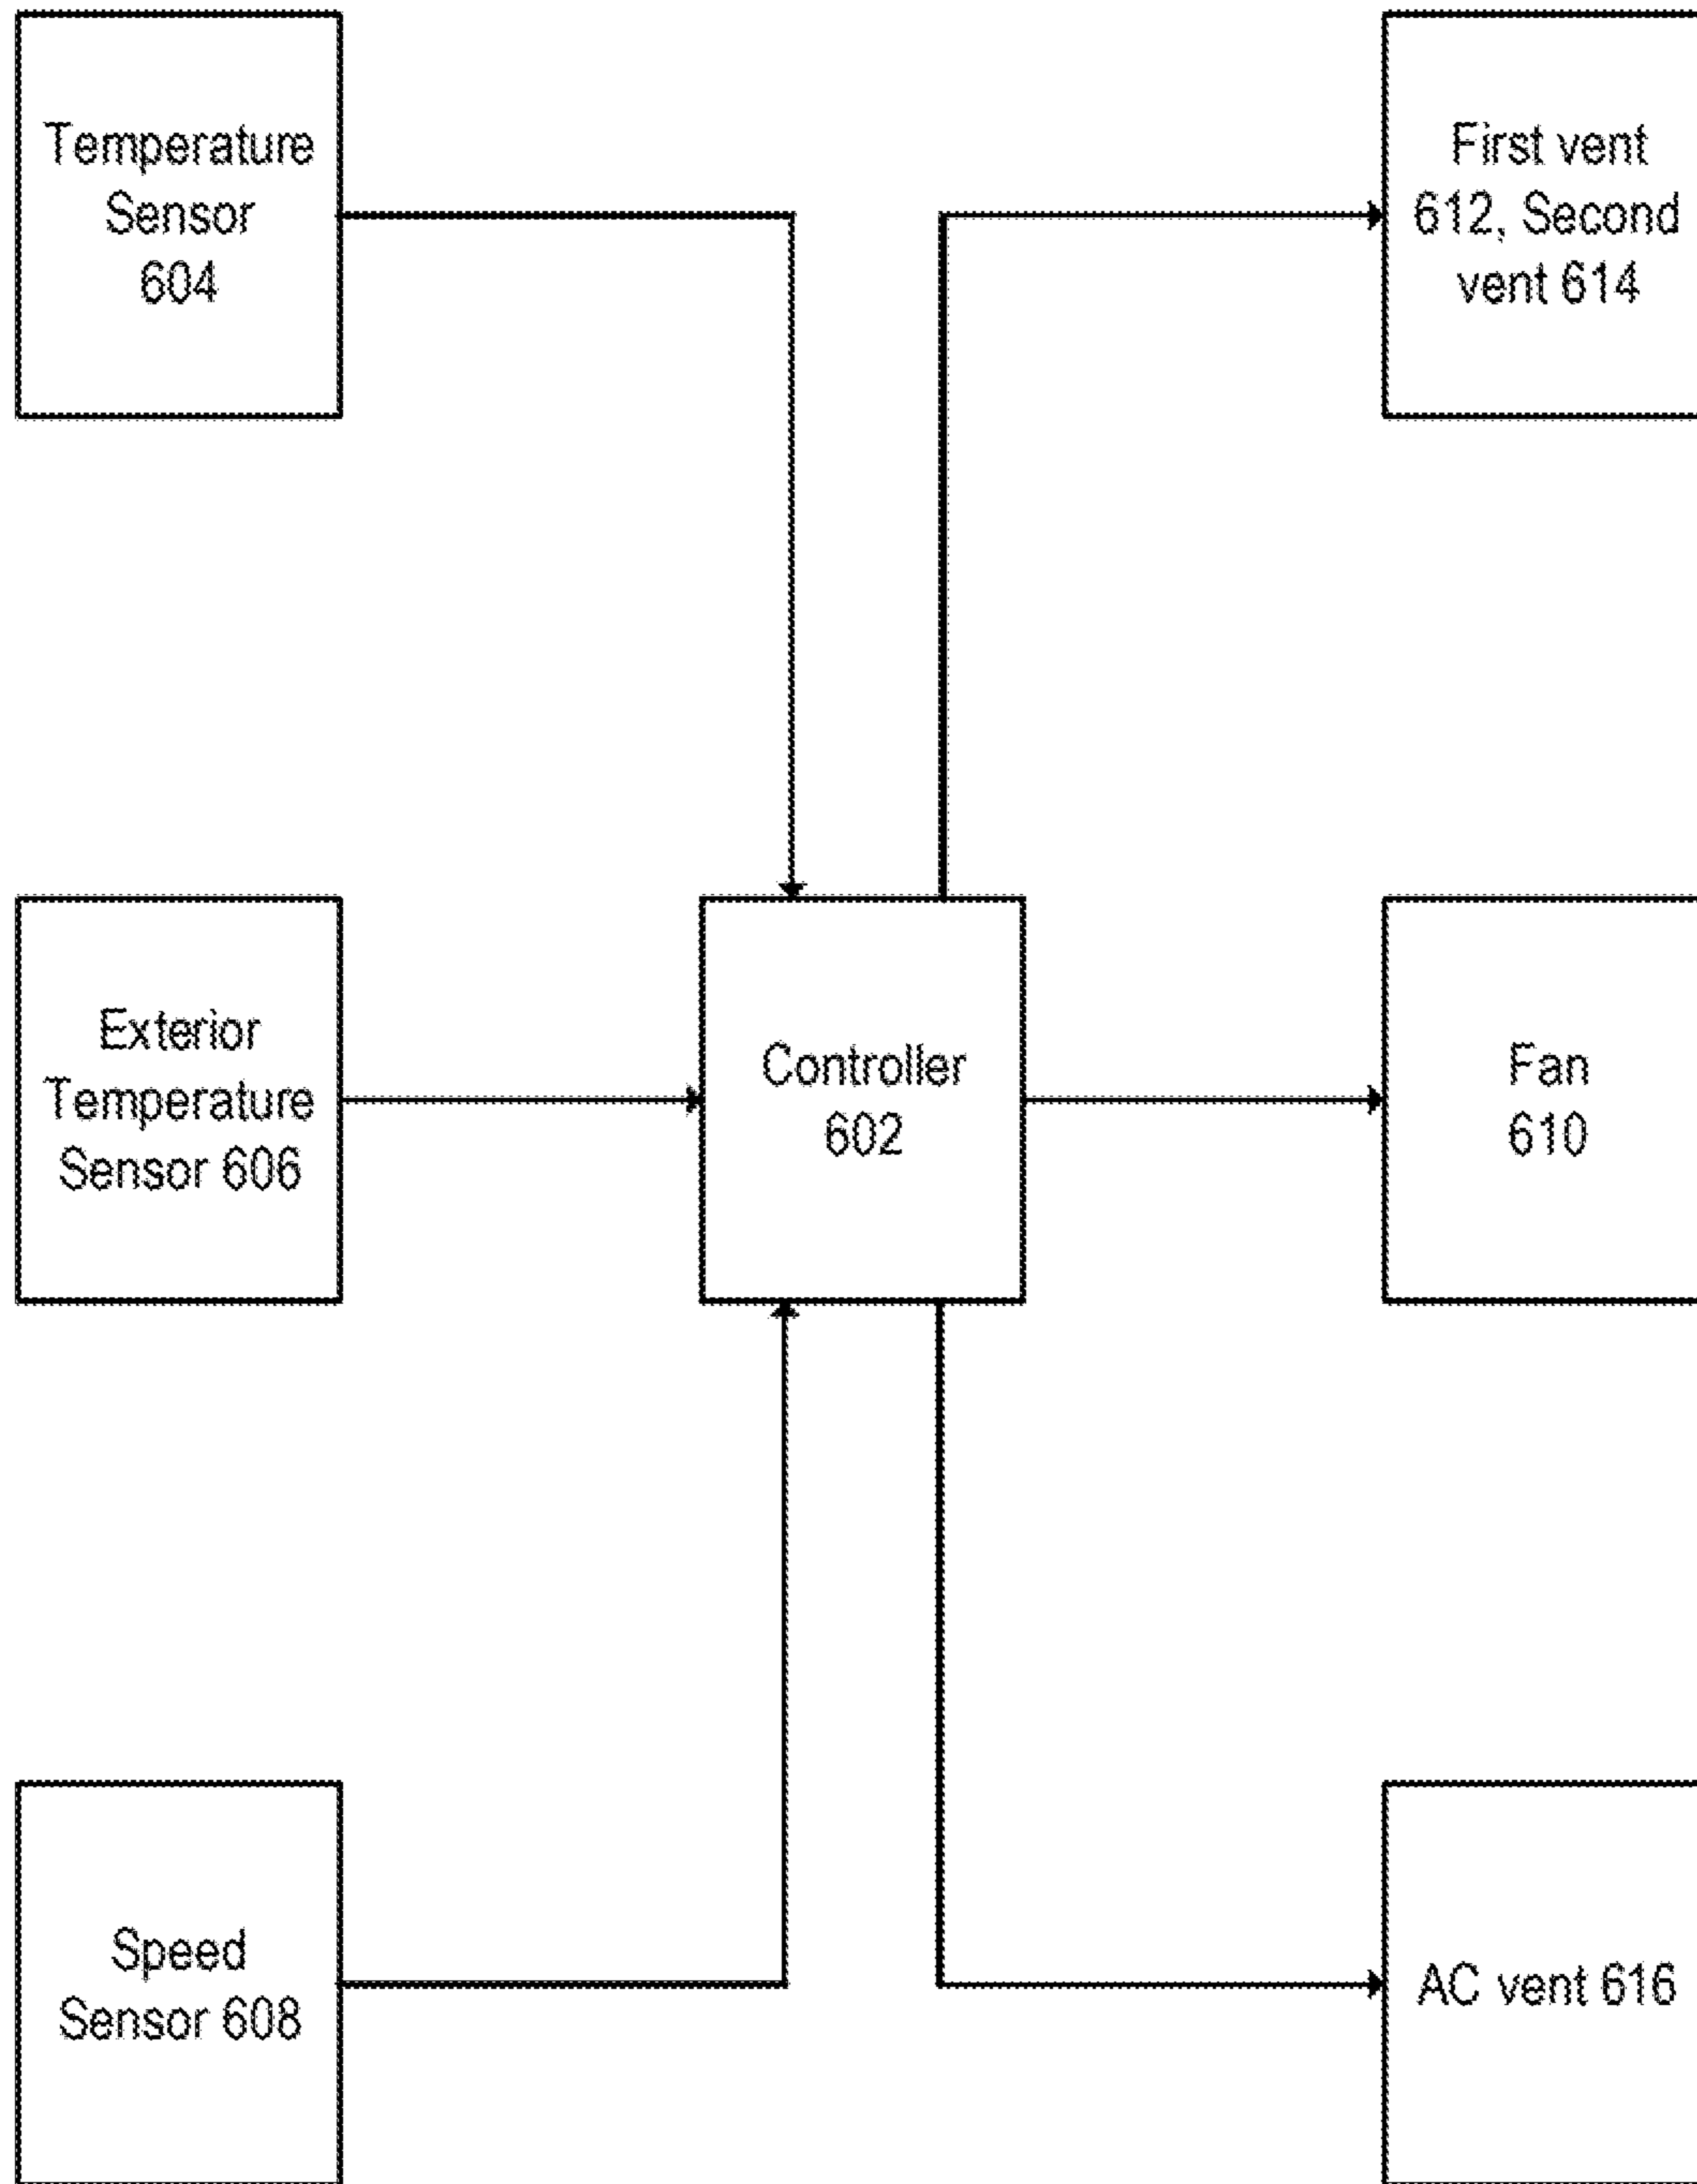 Temperature
Sensor
604
First vent
612, Second
vent 614
Exterior
Temperature
Sensor 606
Controller
602
Fan
610
Speed
Sensor 608
AC vent 616